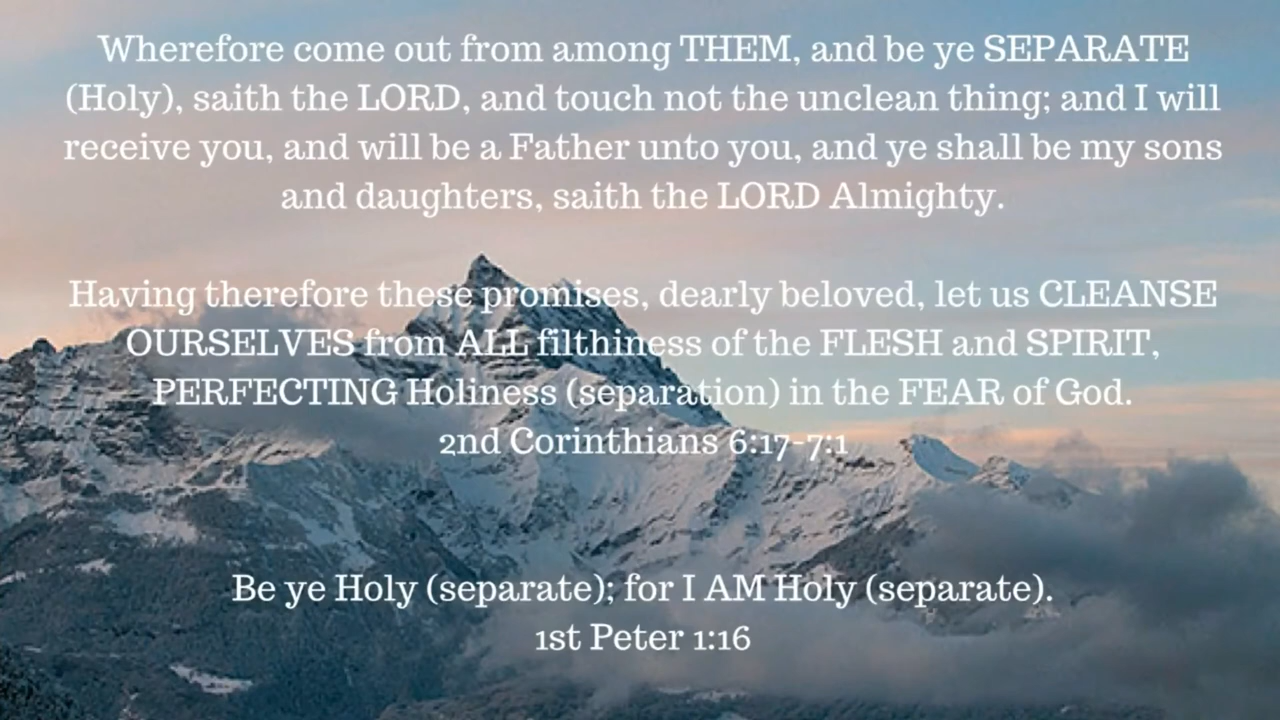 Wherefore come out from among THEM, and be ye SEPARATE
(Holy), saith the LORD, and touch not the unclean thing; and I will
receive you, and will be a Father unto you, and ye shall be my sons
and daughters, saith the LORD Almighty.
Having therefore these promises, dearly beloved, let us CLEANSE
OURSELVES from ALL filthiness of the FLESH and SPIRIT,
PERFECTING Holiness (separation) in the FEAR of God.
2nd Corinthians 6:17-7:1
Be ye Holy (separate); for I AM Holy (separate).
1st Peter 1:16